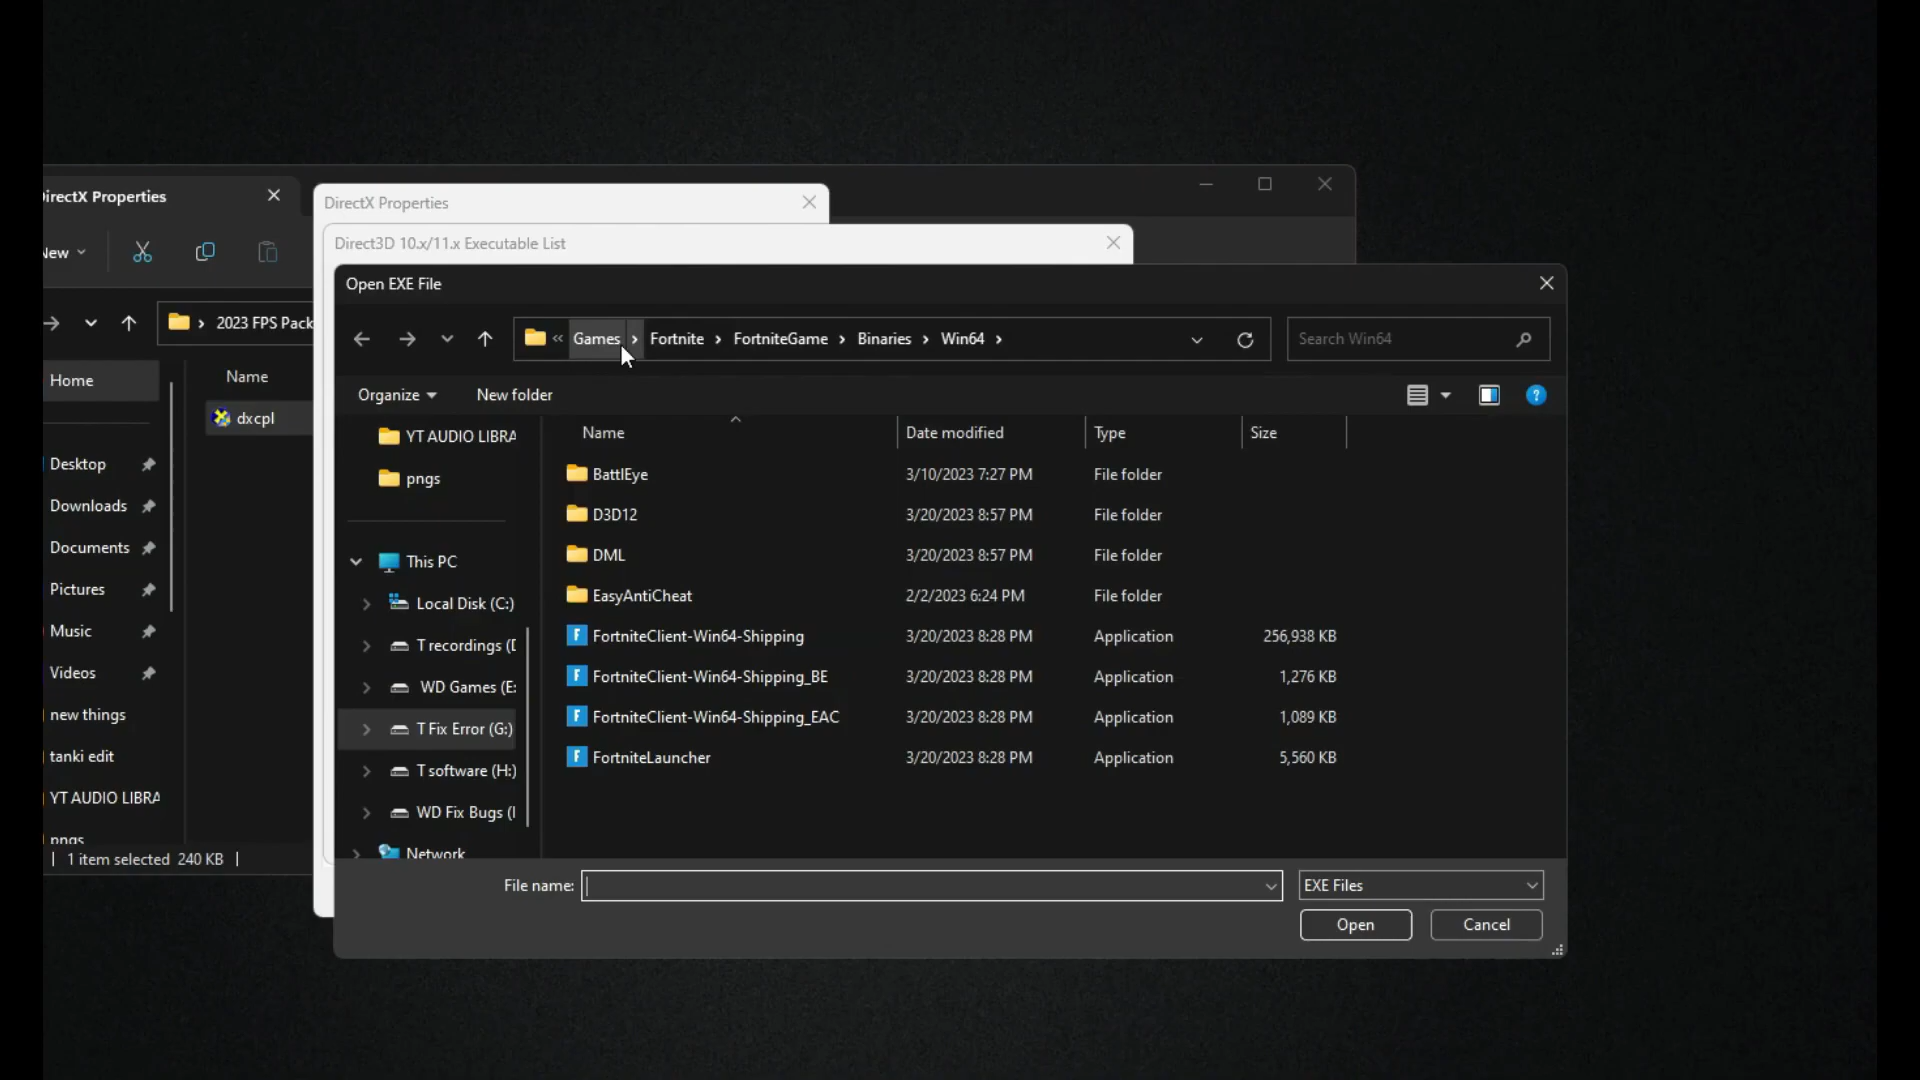 DirectX Properties
DirectX Properties
Direct3D 10.x/11.x Executable List
Open EXE File
New
2023 FPS Pack
Games
Fortnite
FortniteGame
Binaries
Win64
Search Win64
Organize
New folder
Home
Name
dxcpl
Desktop
Downloads
Documents
Pictures
Music
Videos
new things
tanki edit
YT AUDIO LIBRA
pngs
1 item selected 240 KB
YT AUDIO LIBRA
pngs
This PC
Local Disk (C:)
T recordings (D
WD Games (E:
T Fix Error (G:)
T software (H:)
WD Fix Bugs (I
Network
Name Date modified Type Size
BattlEye 3/10/2023 7:27 PM File folder
D3D12 3/20/2023 8:57 PM File folder
DML 3/20/2023 8:57 PM File folder
EasyAntiCheat 2/2/2023 6:24 PM File folder
FortniteClient-Win64-Shipping 3/20/2023 8:28 PM Application 256,938 KB
FortniteClient-Win64-Shipping_BE 3/20/2023 8:28 PM Application 1,276 KB
FortniteClient-Win64-Shipping_EAC 3/20/2023 8:28 PM Application 1,089 KB
FortniteLauncher 3/20/2023 8:28 PM Application 5,560 KB
File name:
EXE Files
Open
Cancel